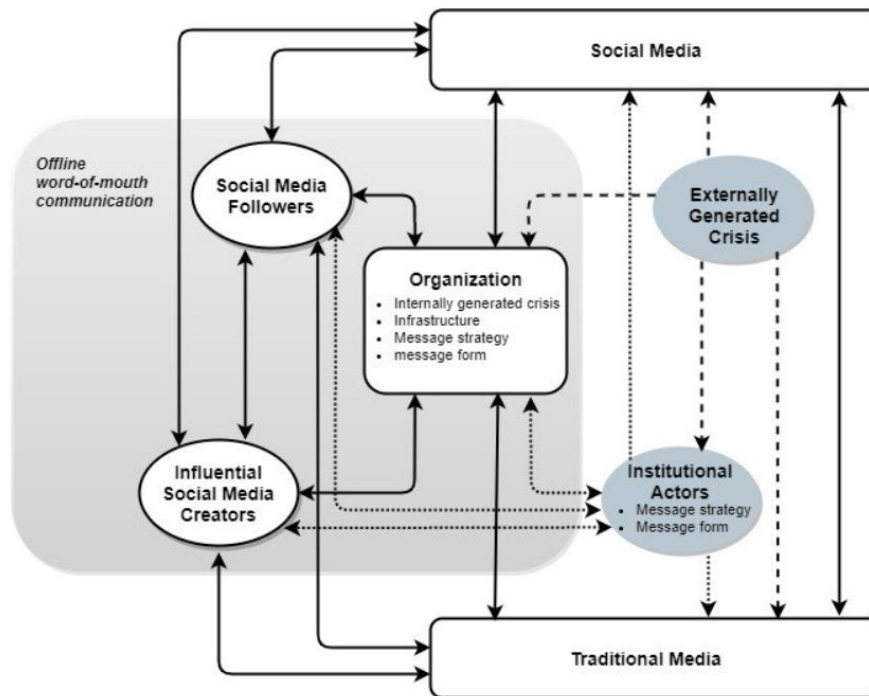 Social Media
Offline
word-of-mouth
communication
Social Media
Followers
Externally
Generated
Crisis
Organization
• Internally generated crisis
• Infrastructure
• Message strategy
• message form
Influential
Social Media
Creators
Institutional
Actors
• Message strategy
• Message form
Traditional Media